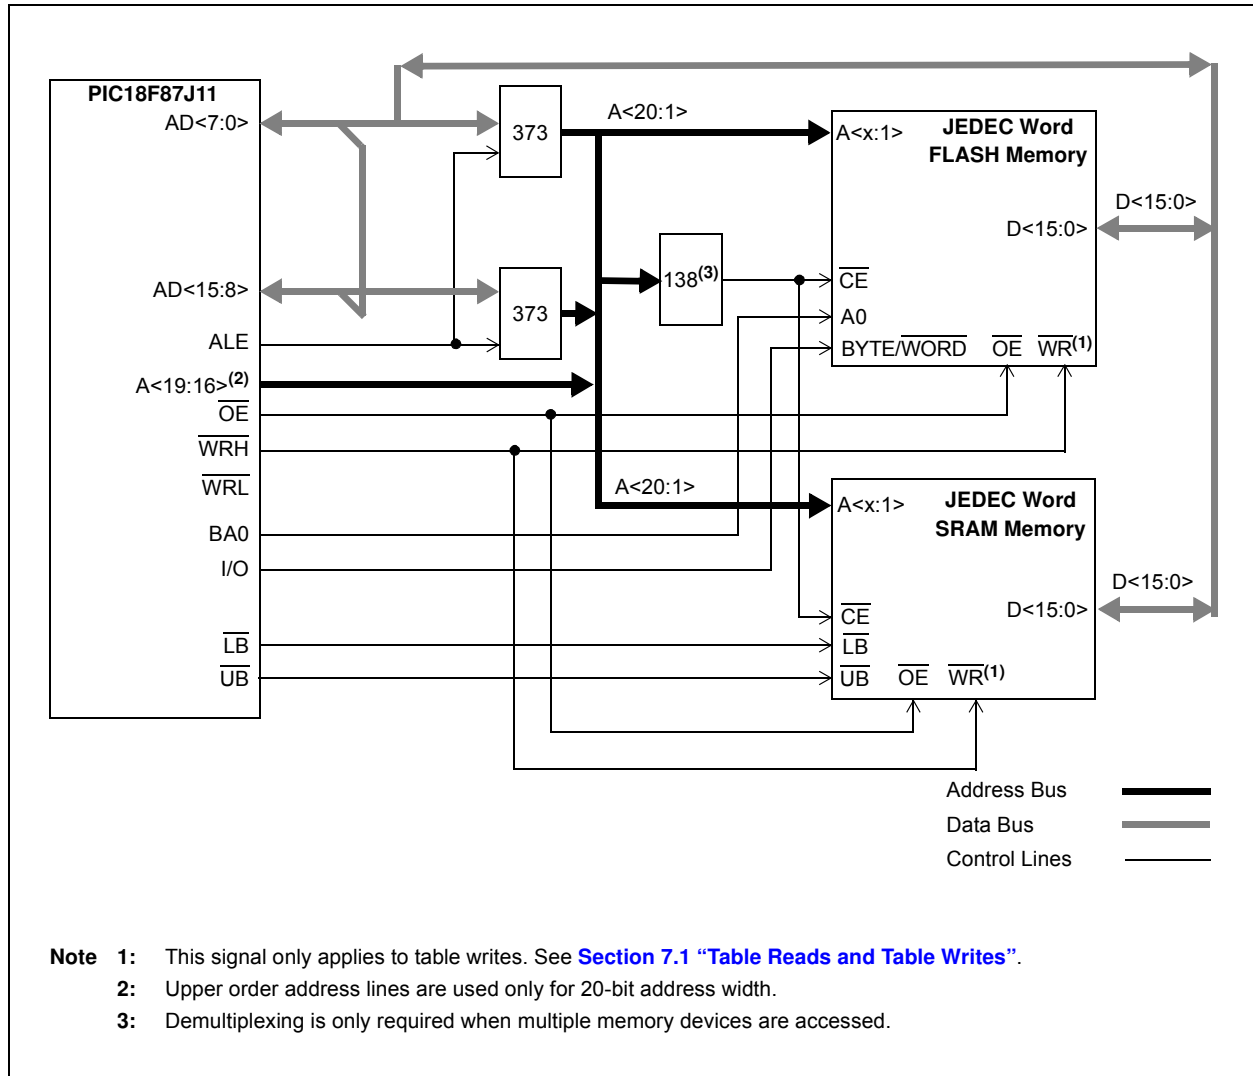 PIC18F87J11
AD<7:0>
AD<15:8>
ALE
A<19:16>(2)
OE
WRH
WRL
BA0
I/O
LB
UB
373
373
A<20:1>
138(3)
A<20:1>
A<x:1>
JEDEC Word
FLASH Memory
D<15:0>
CE
A0
BYTE/WORD OE WR(1)
D<15:0>
A<x:1>
JEDEC Word
SRAM Memory
D<15:0>
CE
LB
UB OE WR(1)
D<15:0>
Address Bus
Data Bus
Control Lines
Note 1: This signal only applies to table writes. See Section 7.1 “Table Reads and Table Writes”.
2: Upper order address lines are used only for 20-bit address width.
3: Demultiplexing is only required when multiple memory devices are accessed.